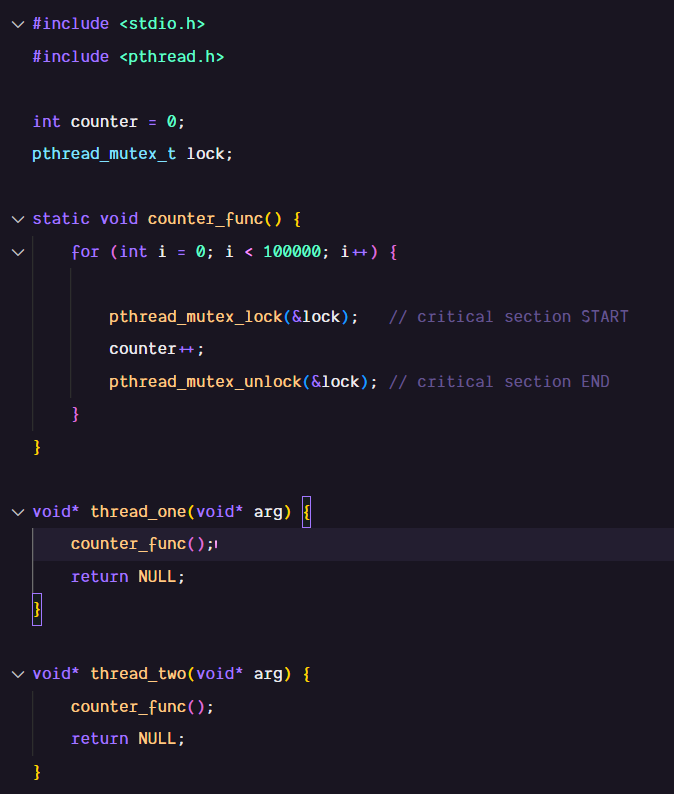 #include <stdio.h>
#include <pthread.h>
int counter = 0;
pthread_mutex_t lock;
static void counter_func() {
for (int i = 0; i < 100000; i++) {
pthread_mutex_lock(&lock);   // critical section START
counter++;
pthread_mutex_unlock(&lock); // critical section END
}
}
void* thread_one(void* arg) {
counter_func();
return NULL;
}
void* thread_two(void* arg) {
counter_func();
return NULL;
}